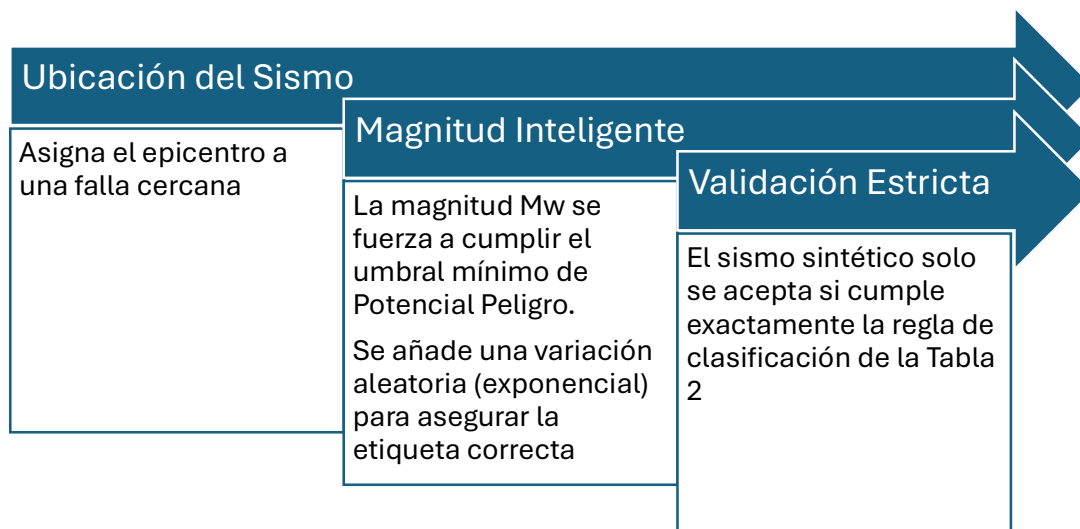 Ubicación del Sismo
Asigna el epicentro a
una falla cercana
Magnitud Inteligente
La magnitud Mw se
fuerza a cumplir el
umbral mínimo de
Potencial Peligro.
Se añade una variación
aleatoria (exponencial)
para asegurar la
etiqueta correcta
Validación Estricta
El sismo sintético solo
se acepta si cumple
exactamente la regla de
clasificación de la Tabla
2